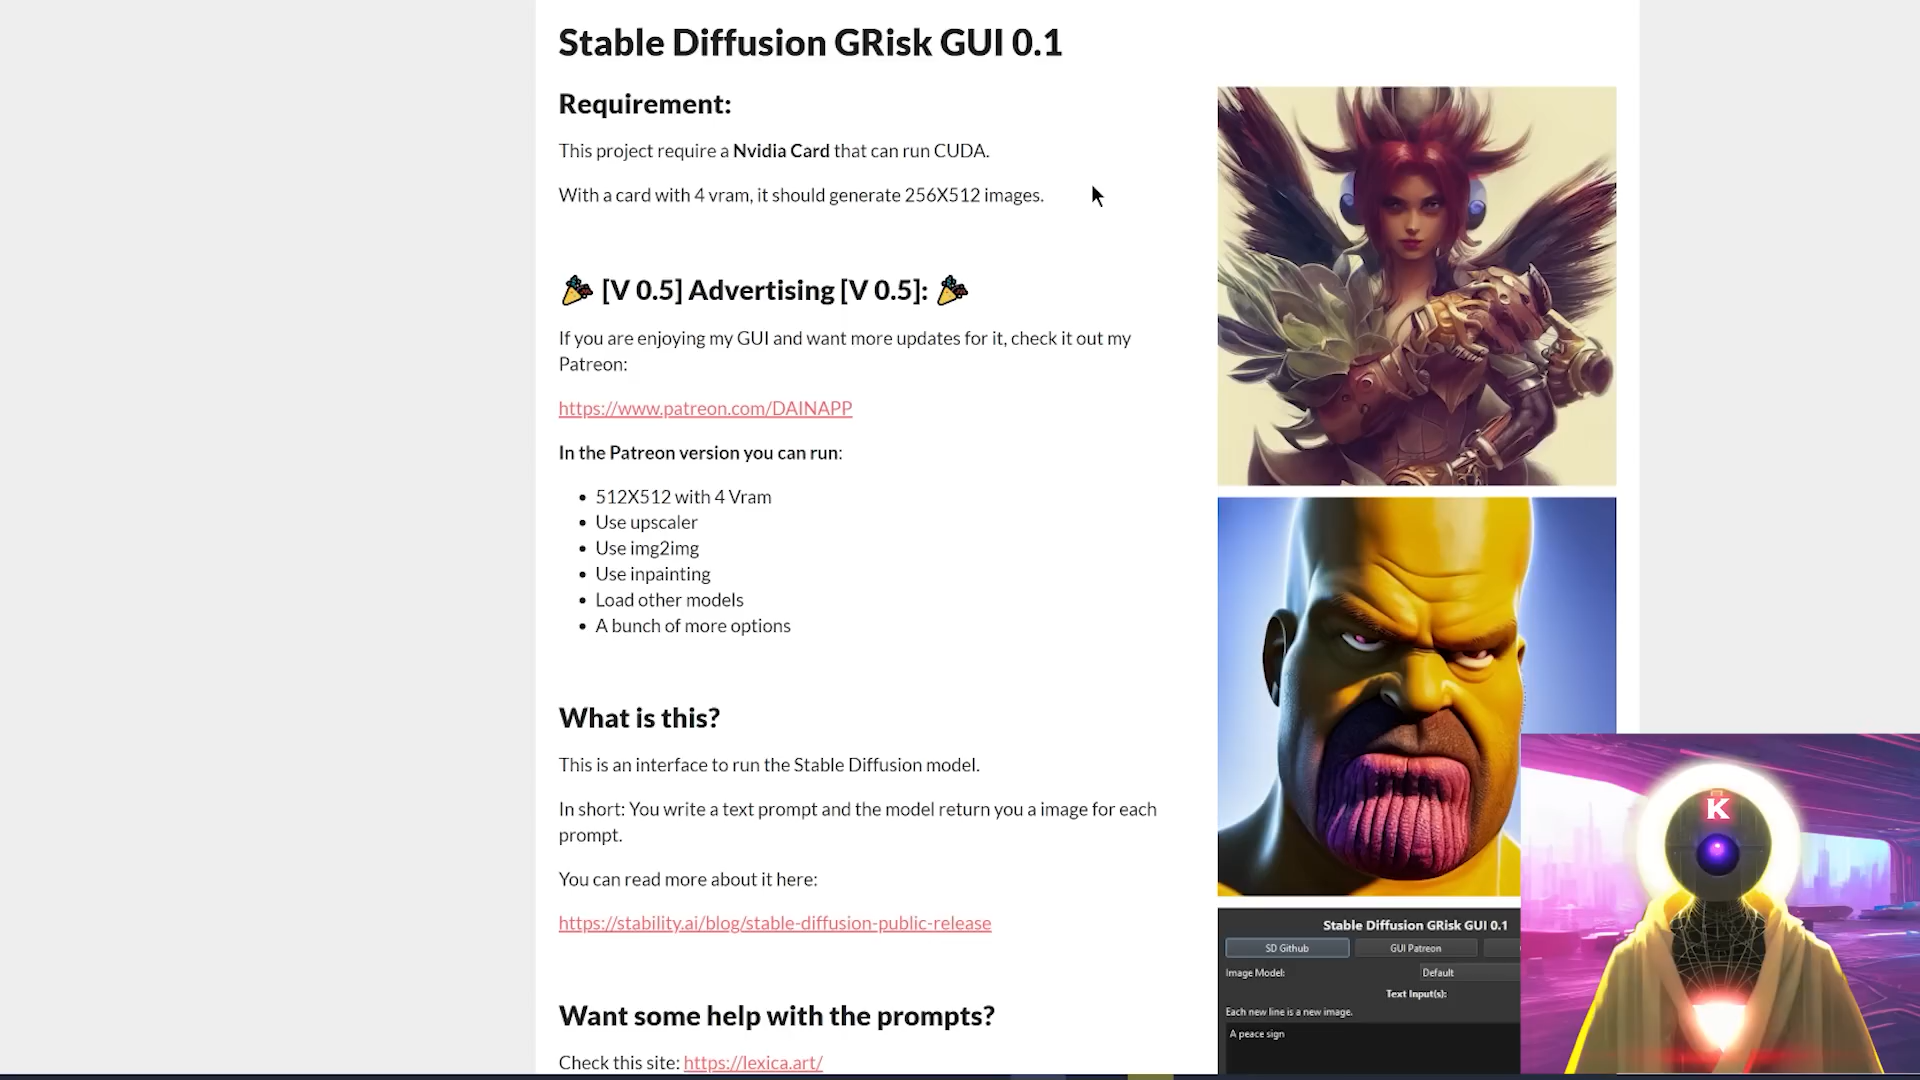 Stable Diffusion GRisk GUI 0.1
Requirement:
This project require a Nvidia Card that can run CUDA.
With a card with 4 vram, it should generate 256X512 images.
[V 0.5] Advertising [V 0.5]:
If you are enjoying my GUI and want more updates for it, check it out my
Patreon:
https://www.patreon.com/DAINAPP
In the Patreon version you can run:
512X512 with 4 Vram
Use upscaler
Use img2img
Use inpainting
Load other models
A bunch of more options
What is this?
This is an interface to run the Stable Diffusion model.
In short: You write a text prompt and the model return you a image for each
prompt.
You can read more about it here:
https://stability.ai/blog/stable-diffusion-public-release
Want some help with the prompts?
Check this site: https://lexica.art/
Stable Diffusion GRisk GUI 0.1
SD Github
GUI Patreon
Image Model:
Default
Text Input(s):
Each new line is a new image.
A peace sign
K